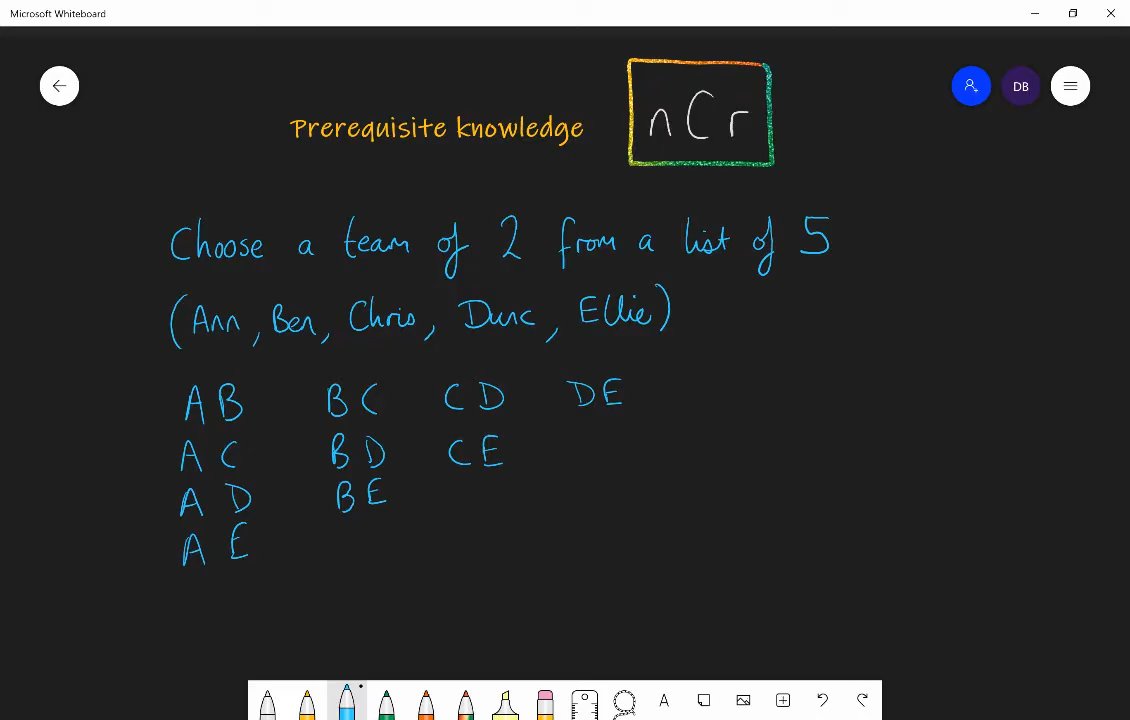 Microsoft Whiteboard
Prerequisite knowledge
nCr
DB
Choose a team of 2 from a list of 5
(Ann, Ben, Chris, Dunc, Ellie)
AB BC CD DE
AC BD CE
AD BE
AE
A